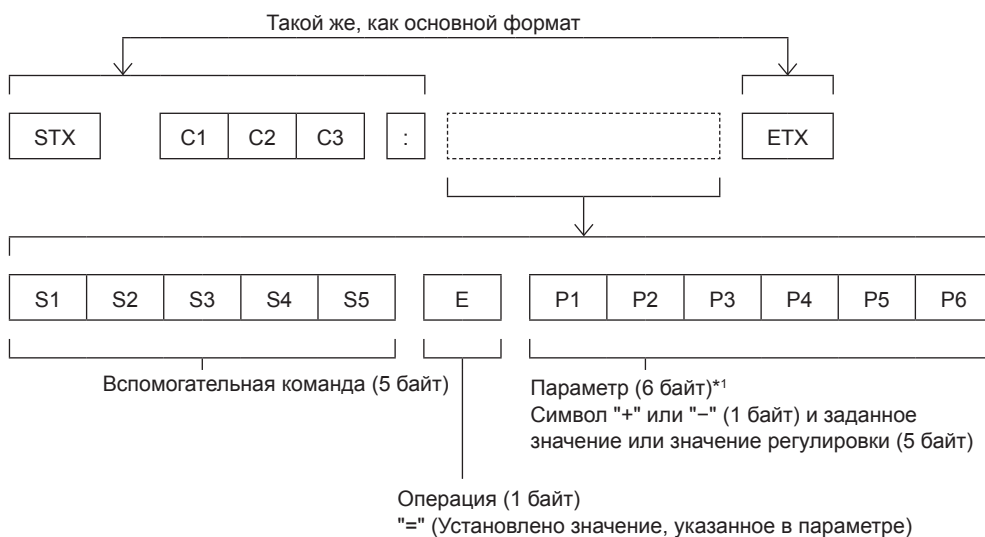 Такой же, как основной формат
STX C1 C2 C3 : ETX
S1 S2 S3 S4 S5 E P1 P2 P3 P4 P5 P6
Вспомогательная команда (5 байт)
Параметр (6 байт)*1
Символ "+" или "−" (1 байт) и заданное
значение или значение регулировки (5 байт)
Операция (1 байт)
"=" (Установлено значение, указанное в параметре)